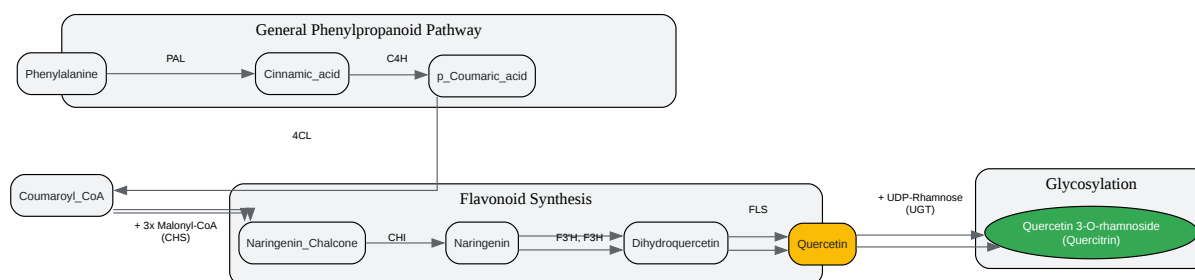 General Phenylpropanoid Pathway
Phenylalanine
PAL
Cinnamic_acid
C4H
p_Coumaric_acid
4CL
Coumaroyl_CoA
+ 3x Malonyl-CoA
(CHS)
Flavonoid Synthesis
Naringenin_Chalcone
CHI
Naringenin
F3'H, F3H
Dihydroquercetin
FLS
Quercetin
+ UDP-Rhamnose
(UGT)
Glycosylation
Quercetin 3-O-rhamnoside
(Quercitrin)